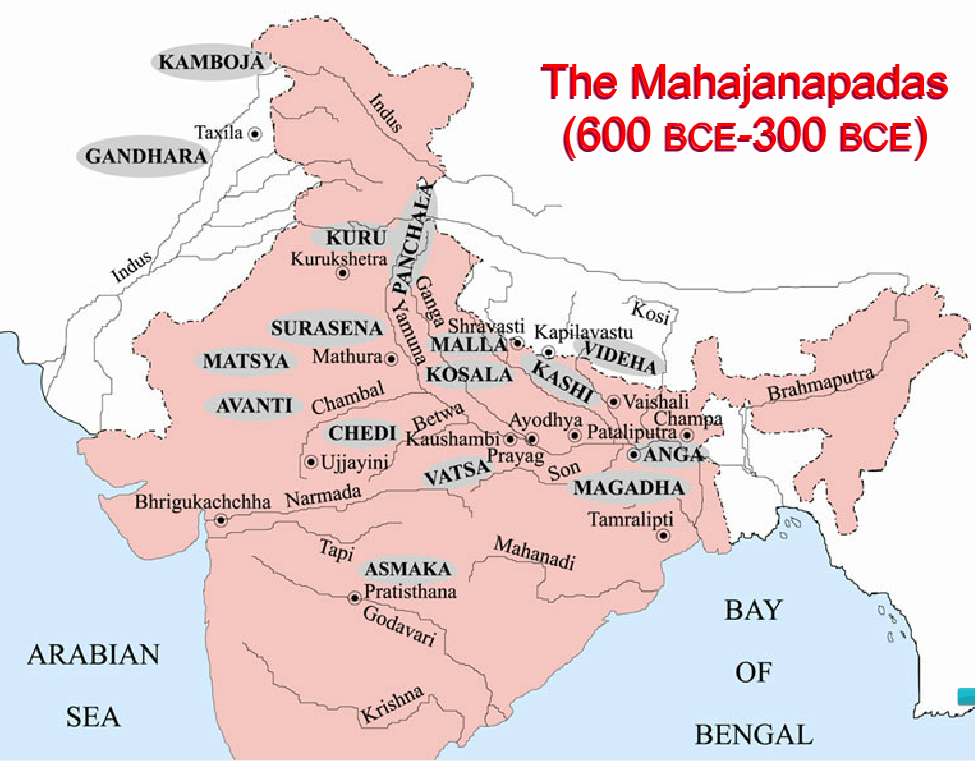 The Mahajanapadas
(600 BCE-300 BCE)
KAMBOJA
Indus
Taxila
GANDHARA
PANCHALA
KURU
Kurukshetra
Indus
Ganga
Yamuna
Kosi
SURASENA
Shravasti
Kapilavastu
MALLA
VIDEHA
MATSYA
Mathura
KOSALA
KASHI
Brahmaputra
AVANTI
Chambal
Vaishali
Betwa
Ayodhya
Champa
CHEDI
Kaushambi
Pataliputra
Prayag
ANGA
Ujjayini
VATSA
Son
MAGADHA
Bhrigukachchha
Narmada
Tamralipti
Tapi
Mahanadi
ASMAKA
Pratisthana
Godavari
Krishna
ARABIAN
SEA
BAY
OF
BENGAL